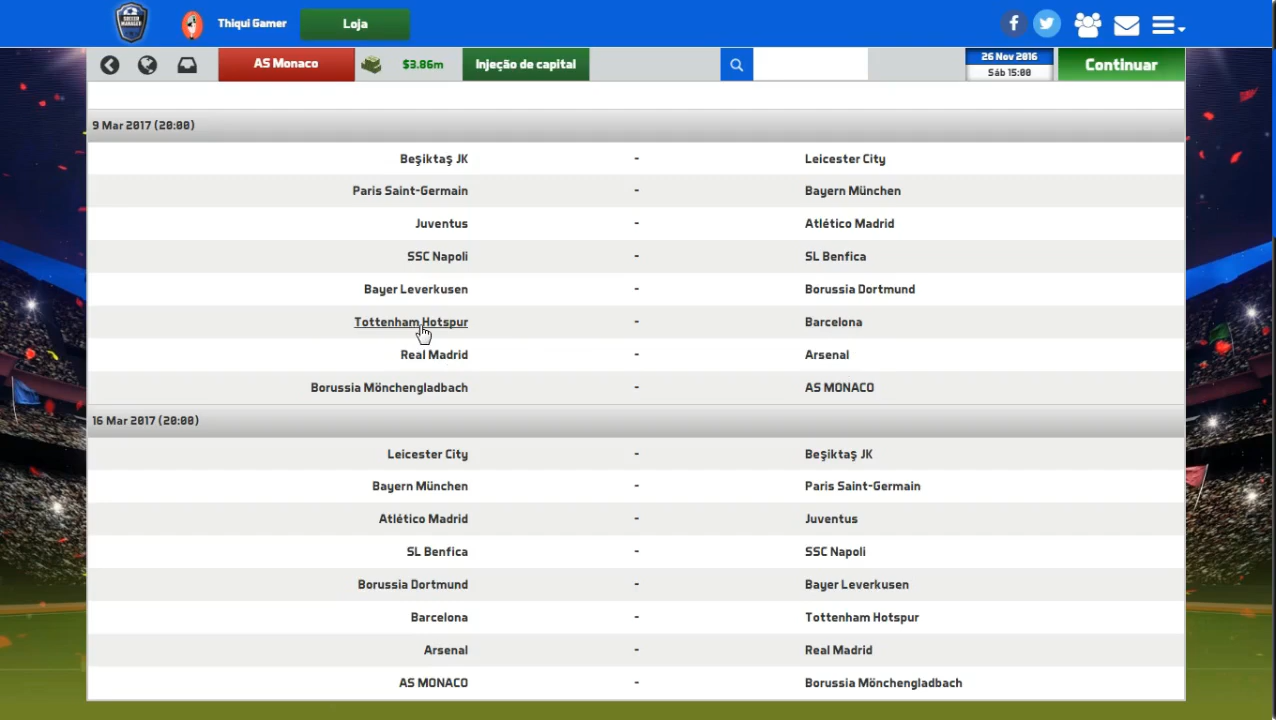 SOCCER MANAGER
Thiqui Gamer
Loja
AS Monaco
$3.86m
Injeção de capital
26 Nov 2016
Sáb 15:00
Continuar
9 Mar 2017 (20:00)
Beşiktaş JK - Leicester City
Paris Saint-Germain - Bayern München
Juventus - Atlético Madrid
SSC Napoli - SL Benfica
Bayer Leverkusen - Borussia Dortmund
Tottenham Hotspur - Barcelona
Real Madrid - Arsenal
Borussia Mönchengladbach - AS MONACO
16 Mar 2017 (20:00)
Leicester City - Beşiktaş JK
Bayern München - Paris Saint-Germain
Atlético Madrid - Juventus
SL Benfica - SSC Napoli
Borussia Dortmund - Bayer Leverkusen
Barcelona - Tottenham Hotspur
Arsenal - Real Madrid
AS MONACO - Borussia Mönchengladbach